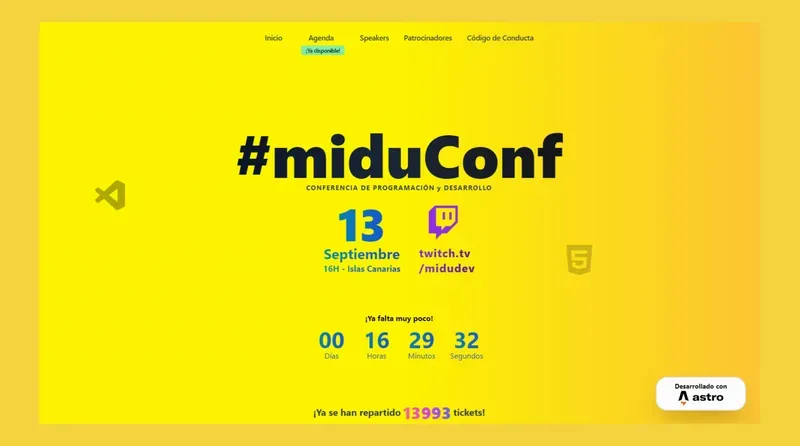 Inicio Agenda Speakers Patrocinadores Código de Conducta
¡Ya disponible!
#miduConf
CONFERENCIA DE PROGRAMACIÓN y DESARROLLO
13
Septiembre
16H - Islas Canarias
twitch.tv
/midudev
5
¡Ya falta muy poco!
00 16 29 32
Días Horas Minutos Segundos
Desarrollado con
astro
¡Ya se han repartido 13993 tickets!